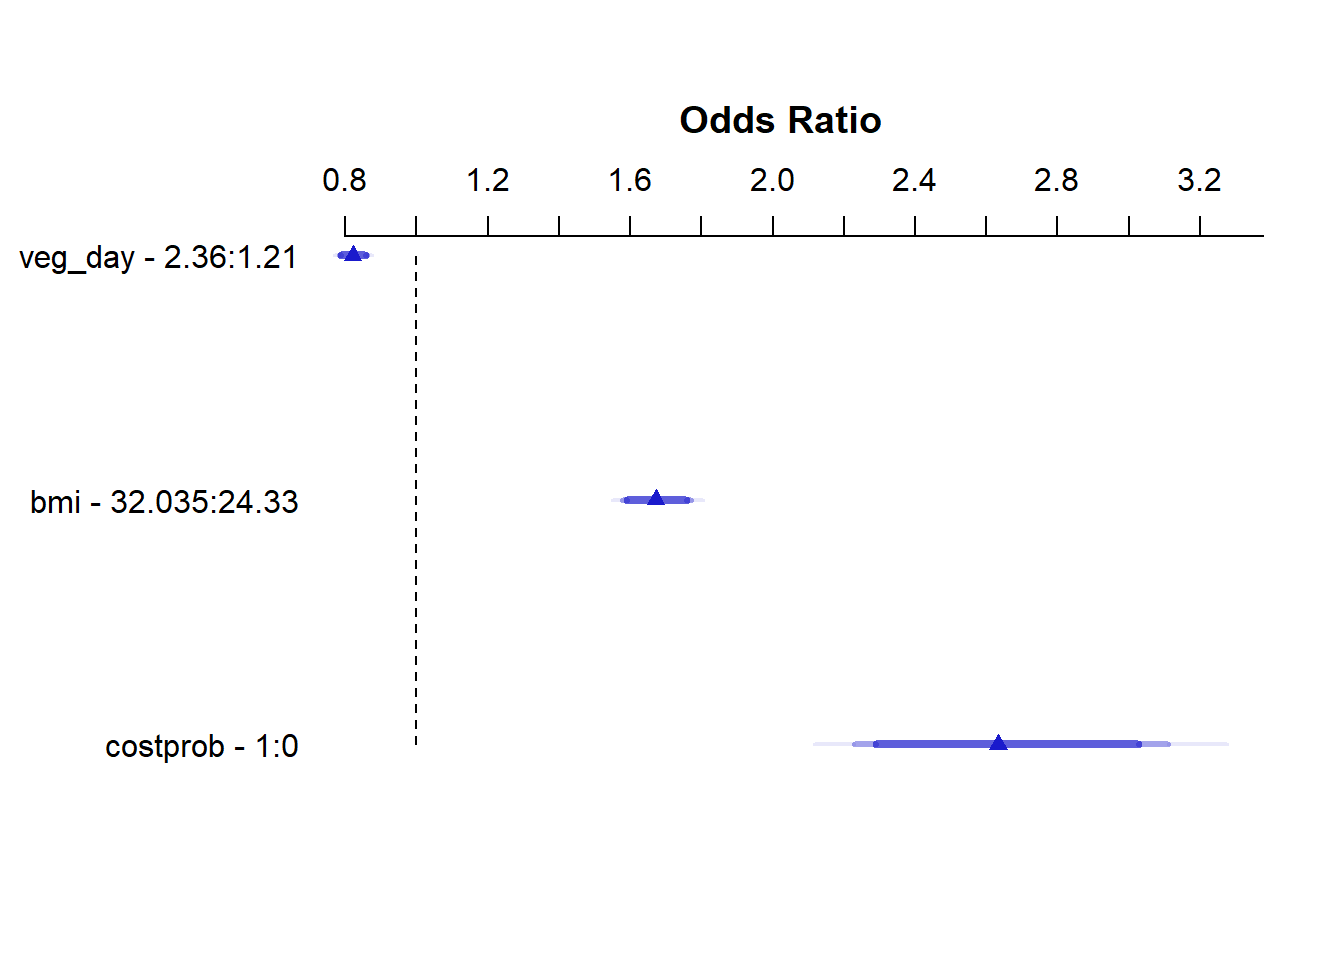 Odds Ratio
0.8 1.2 1.6 2.0 2.4 2.8 3.2
veg_day - 2.36:1.21
bmi - 32.035:24.33
costprob - 1:0